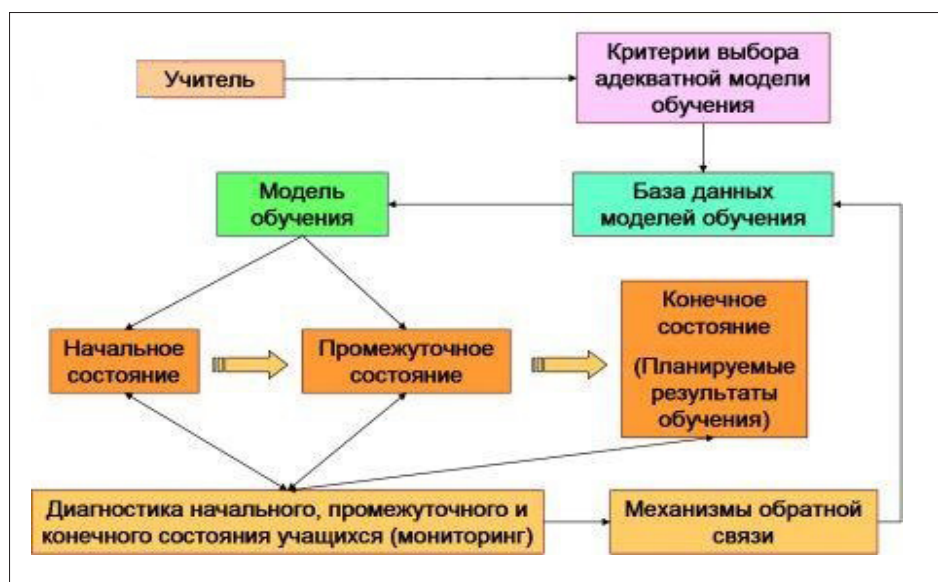 Учитель
Критерии выбора
адекватной модели
обучения
Модель
обучения
База данных
моделей обучения
Начальное
состояние
Промежуточное
состояние
Конечное
состояние
(Планируемые
результаты
обучения)
Диагностика начального, промежуточного и
конечного состояния учащихся (мониторинг)
Механизмы обратной
связи